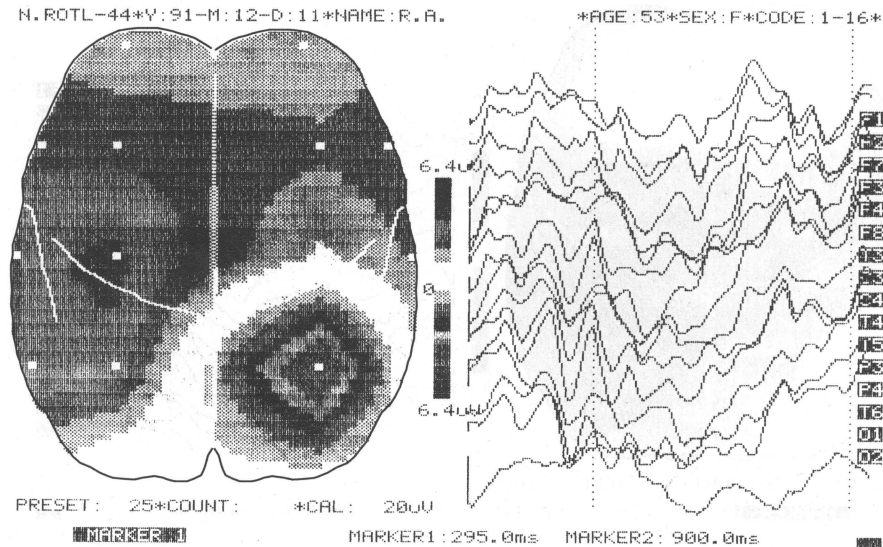 N.ROTL-44*Y:91-M:12-D:11*NAME:R.A.
*AGE:53*SEX:F*CODE:1-16*
6.4uV
0
6.4uV
F7
F3
F4
F8
T3
C3
C4
T4
T5
P3
P4
T6
O1
O2
PRESET: 25*COUNT: *CAL: 20uV
MARKER 1
MARKER1:295.0ms MARKER2:900.0ms